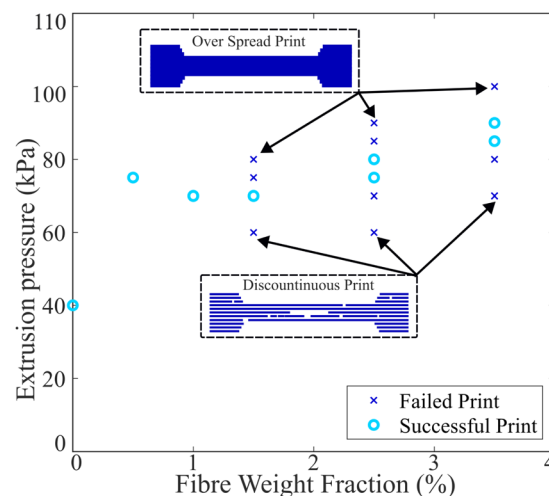 110
100
80
60
40
20
0
Extrusion pressure (kPa)
Over Spread Print
Discountinuous Print
Failed Print
Successful Print
0
1
2
3
4
Fibre Weight Fraction (%)